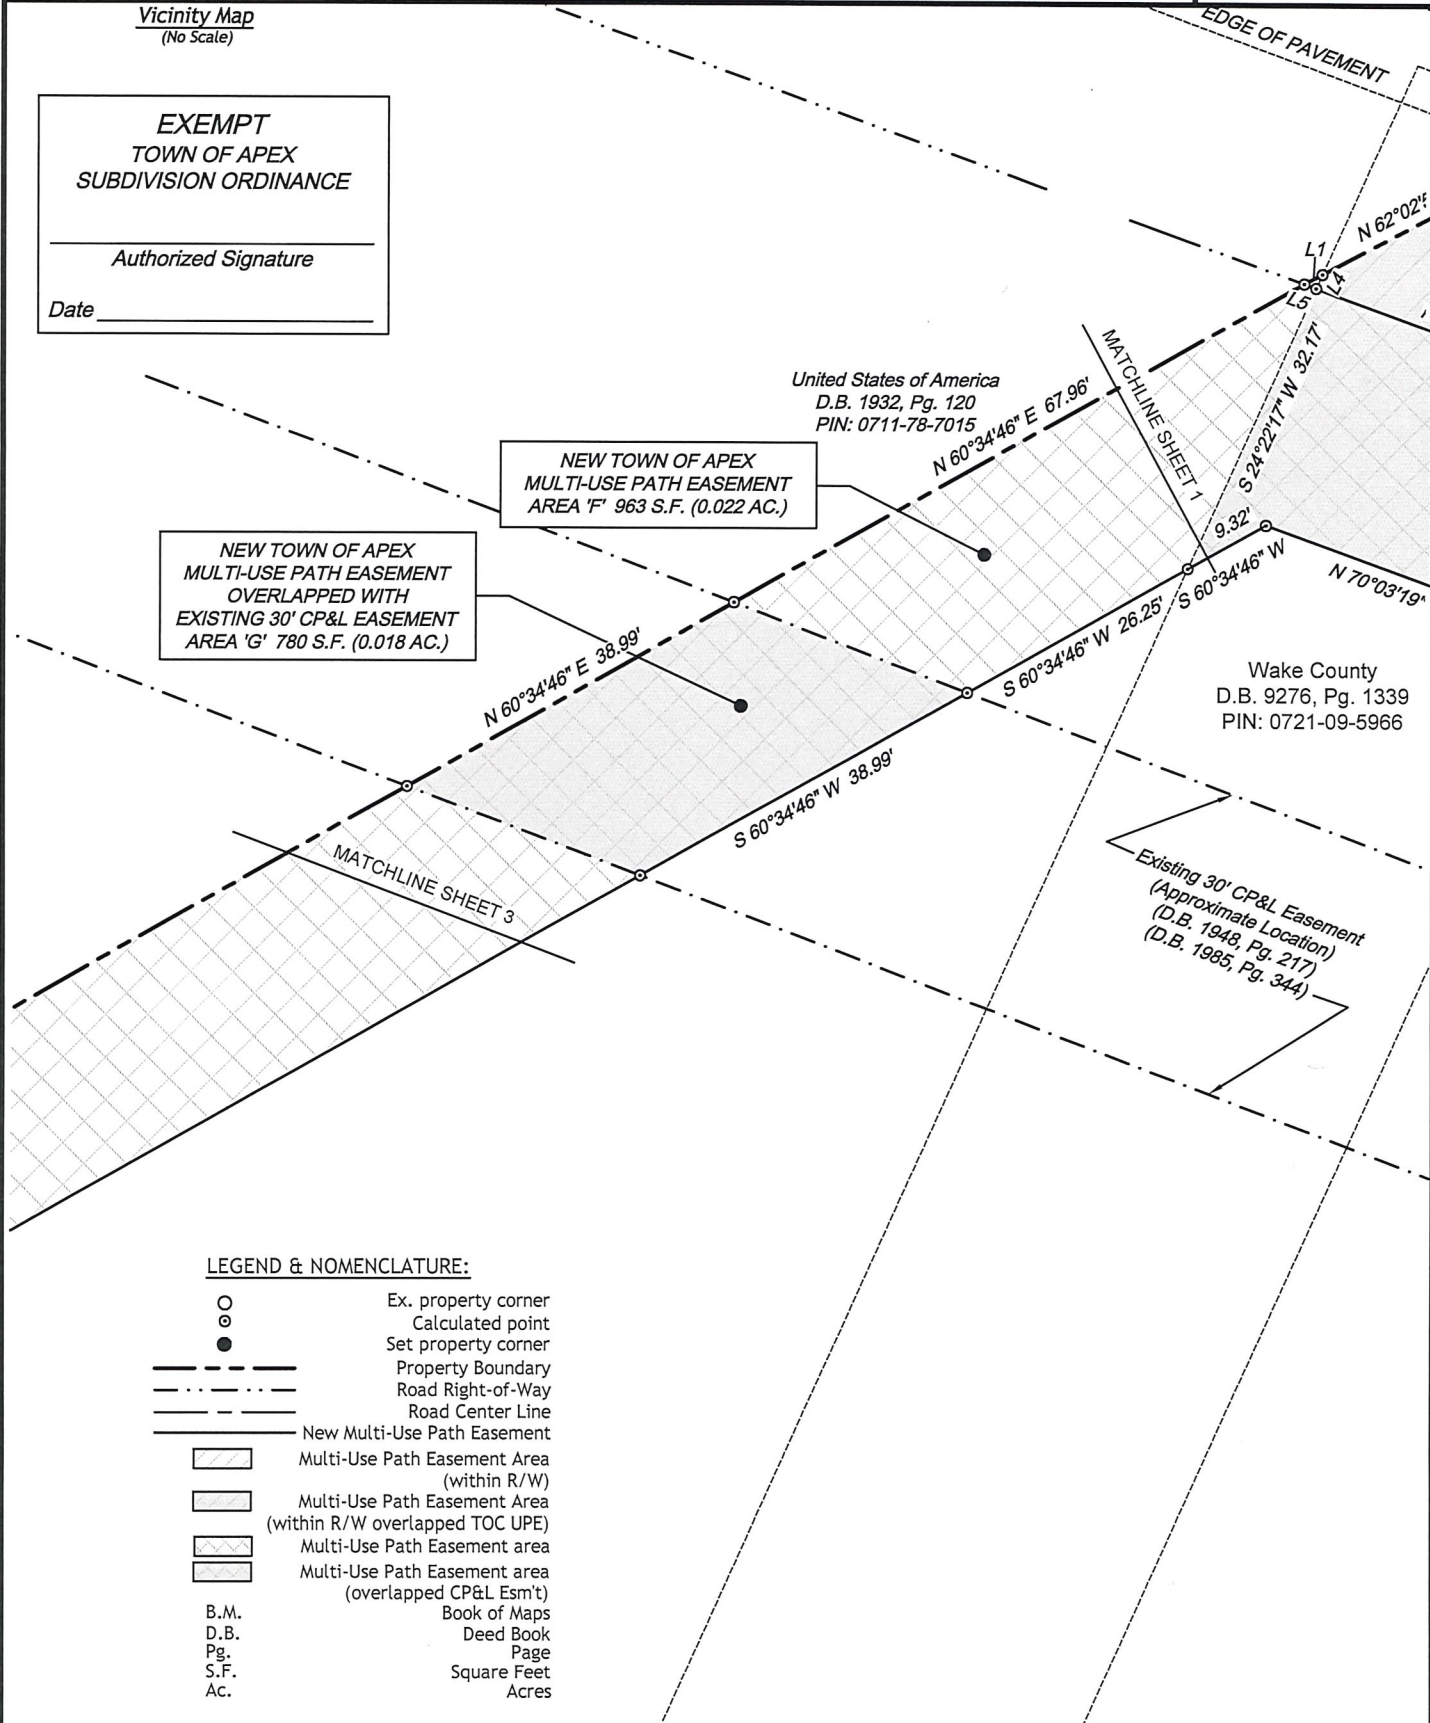 Vicinity Map
(No Scale)
EXEMPT
TOWN OF APEX
SUBDIVISION ORDINANCE
Authorized Signature
Date
EDGE OF PAVEMENT
N 62°02'5
L1
L4
L5
S 24°22'17" W 32.17'
MATCHLINE SHEET 1
United States of America
D.B. 1932, Pg. 120
PIN: 0711-78-7015
N 60°34'46" E 67.96'
NEW TOWN OF APEX
MULTI-USE PATH EASEMENT
AREA 'F' 963 S.F. (0.022 AC.)
NEW TOWN OF APEX
MULTI-USE PATH EASEMENT
OVERLAPPED WITH
EXISTING 30' CP&L EASEMENT
AREA 'G' 780 S.F. (0.018 AC.)
9.32'
S 60°34'46" W
N 70°03'19"
S 60°34'46" W 26.25'
N 60°34'46" E 38.99'
S 60°34'46" W 38.99'
Wake County
D.B. 9276, Pg. 1339
PIN: 0721-09-5966
MATCHLINE SHEET 3
Existing 30' CP&L Easement
(Approximate Location)
(D.B. 1948, Pg. 217)
(D.B. 1985, Pg. 344)
LEGEND & NOMENCLATURE:
Ex. property corner
Calculated point
Set property corner
Property Boundary
Road Right-of-Way
Road Center Line
New Multi-Use Path Easement
Multi-Use Path Easement Area
(within R/W)
Multi-Use Path Easement Area
(within R/W overlapped TOC UPE)
Multi-Use Path Easement area
Multi-Use Path Easement area
(overlapped CP&L Esm't)
B.M. Book of Maps
D.B. Deed Book
Pg. Page
S.F. Square Feet
Ac. Acres